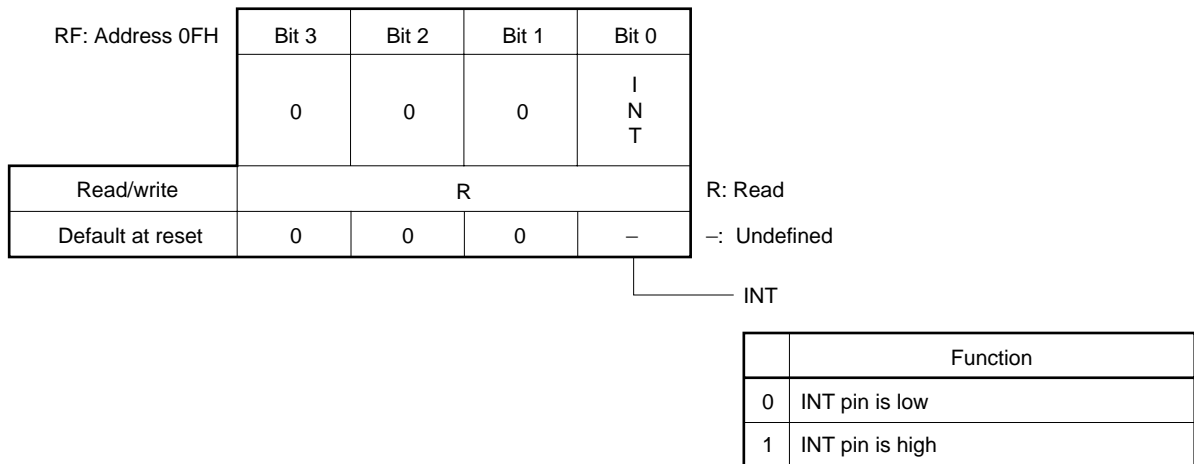 RF: Address 0FH Bit 3 Bit 2 Bit 1 Bit 0
0 0 0 I
N
T
Read/write R R: Read
Default at reset 0 0 0 – –: Undefined
INT
Function
0 INT pin is low
1 INT pin is high